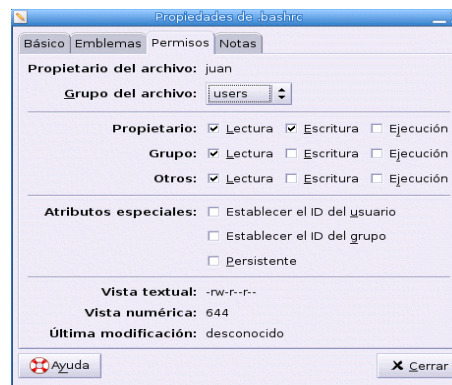 Propiedades de .bashrc
Básico Emblemas Permisos Notas
Propietario del archivo: juan
Grupo del archivo: users
Propietario: Lectura Escritura Ejecución
Grupo: Lectura Escritura Ejecución
Otros: Lectura Escritura Ejecución
Atributos especiales: Establecer el ID del usuario
Establecer el ID del grupo
Persistente
Vista textual: -rw-r--r--
Vista numérica: 644
Última modificación: desconocido
Ayuda Cerrar